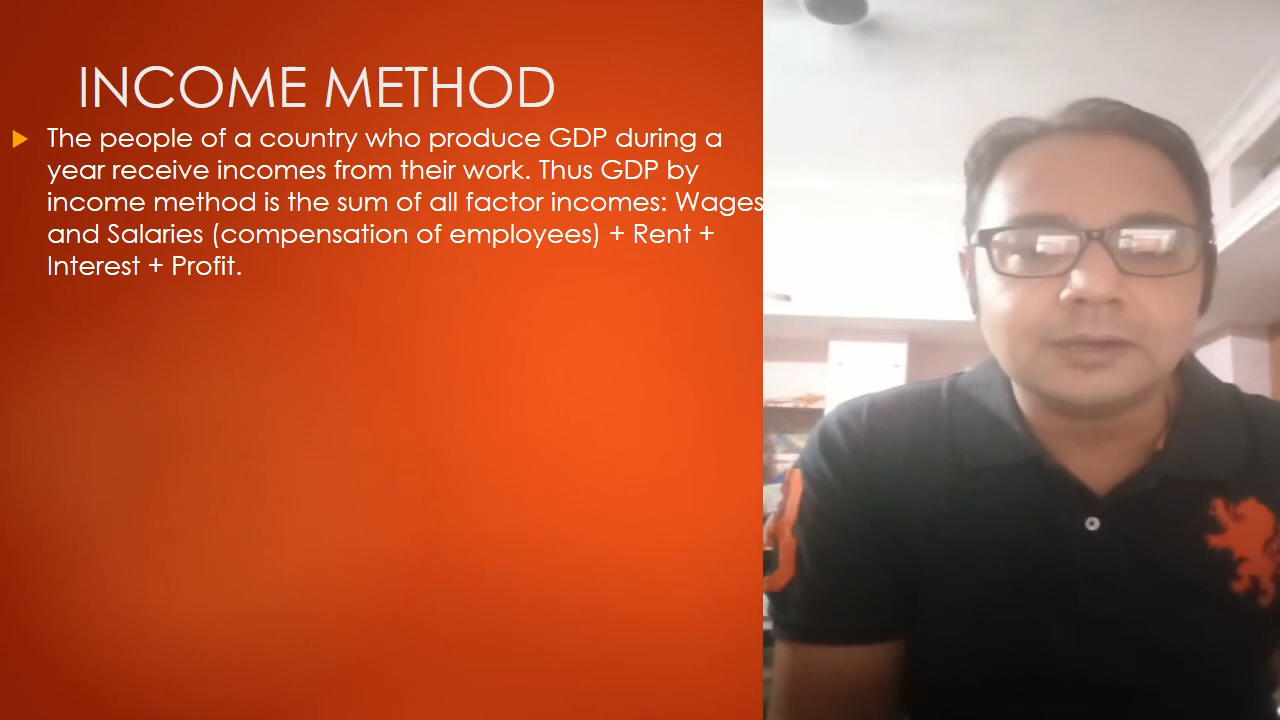 INCOME METHOD
The people of a country who produce GDP during a
year receive incomes from their work. Thus GDP by
income method is the sum of all factor incomes: Wages
and Salaries (compensation of employees) + Rent +
Interest + Profit.